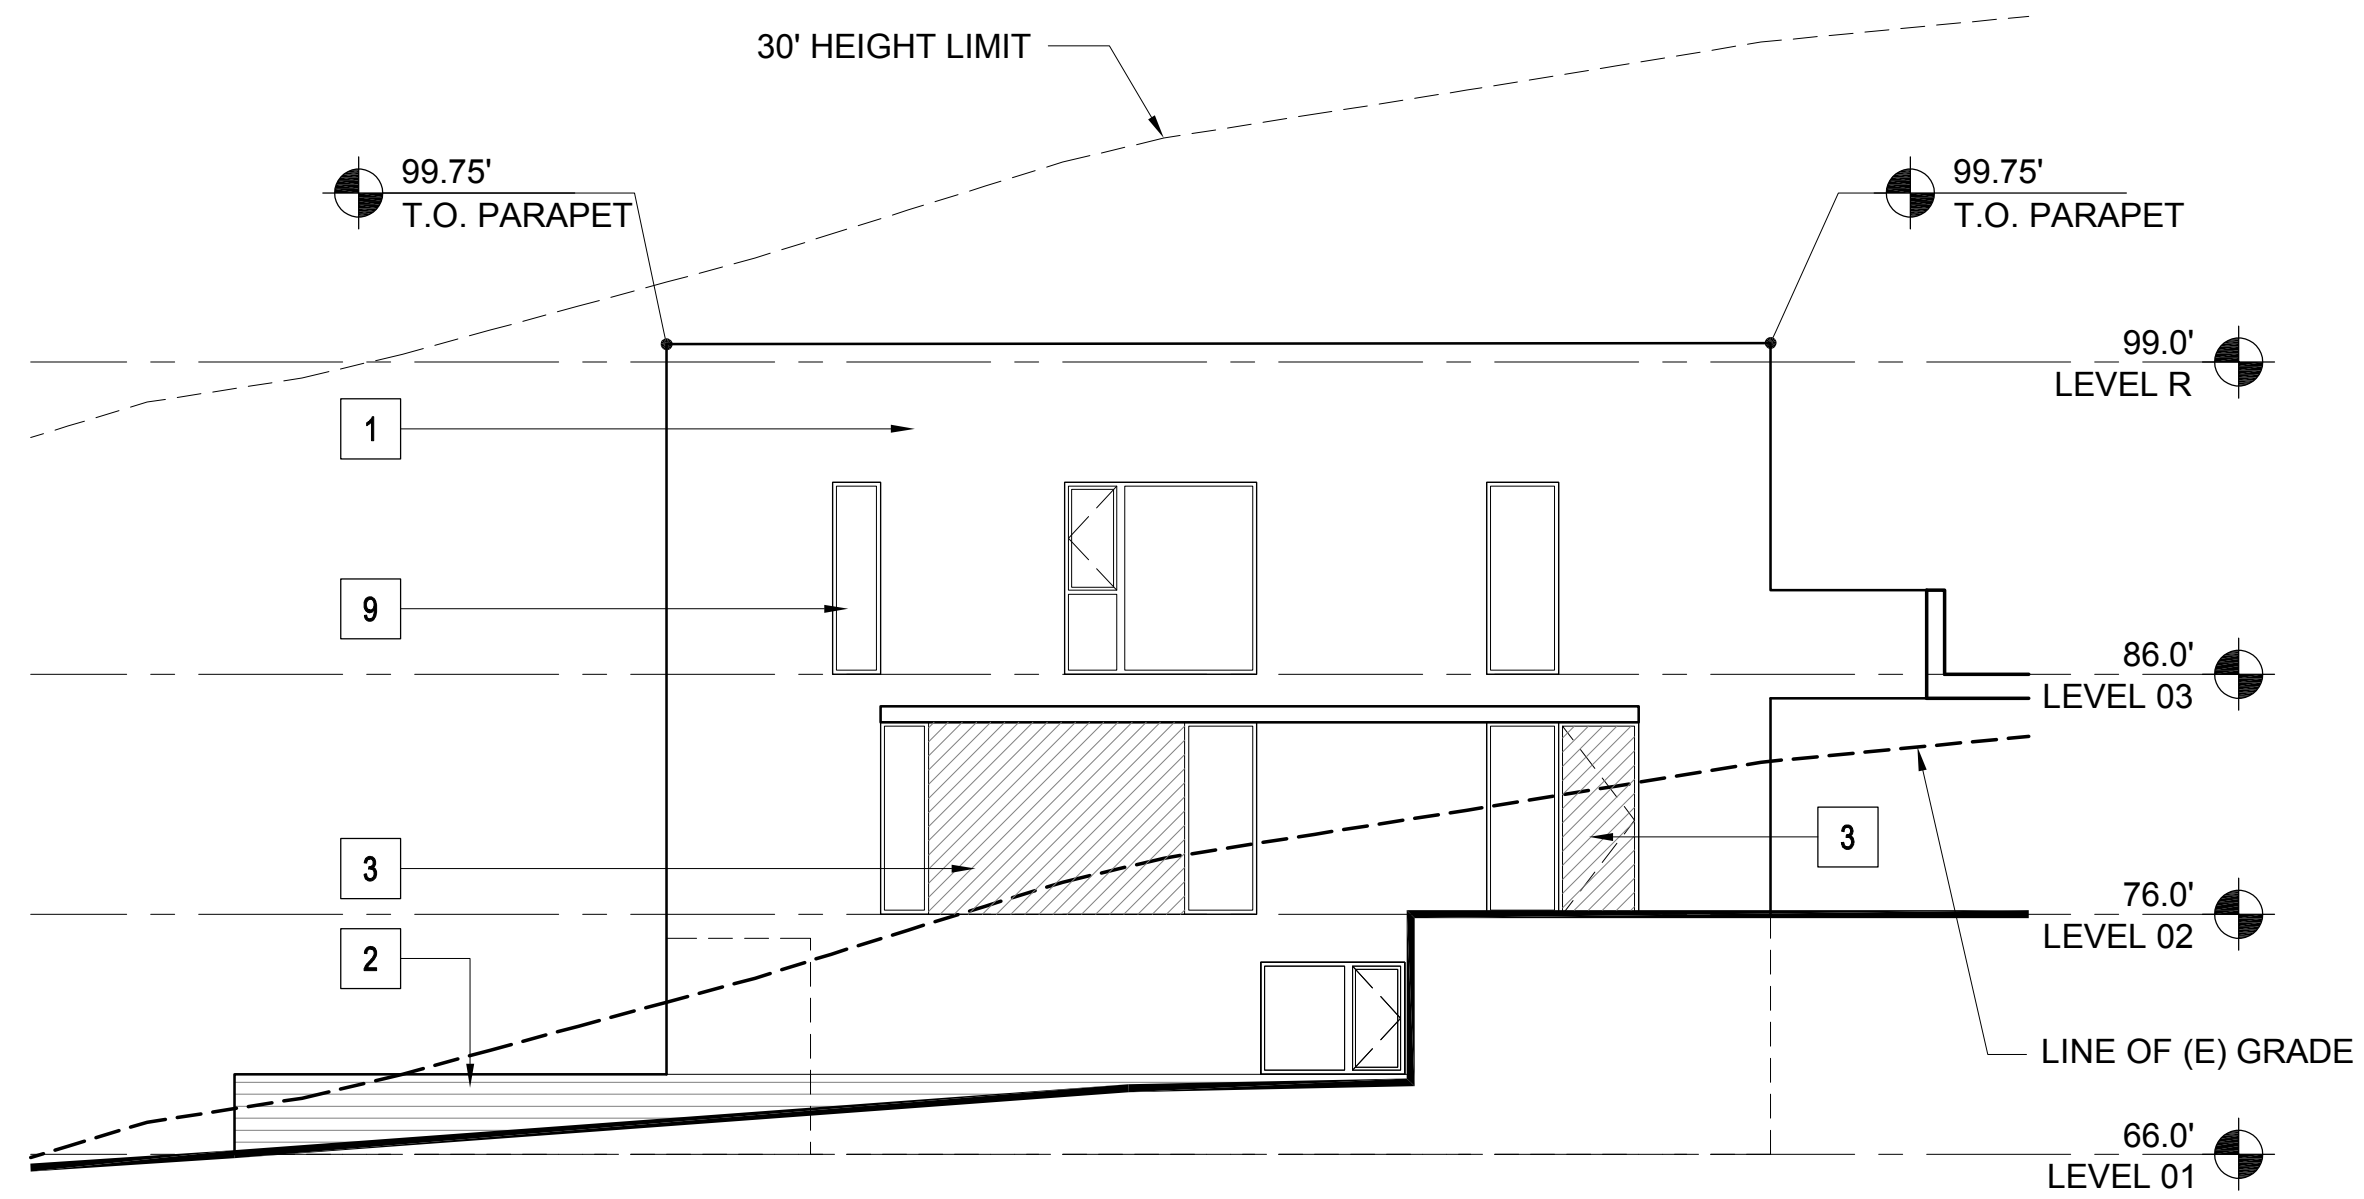 30' HEIGHT LIMIT
99.75'
T.O. PARAPET
99.75'
T.O. PARAPET
99.0'
LEVEL R
1
9
86.0'
LEVEL 03
3
3
76.0'
LEVEL 02
2
LINE OF (E) GRADE
66.0'
LEVEL 01